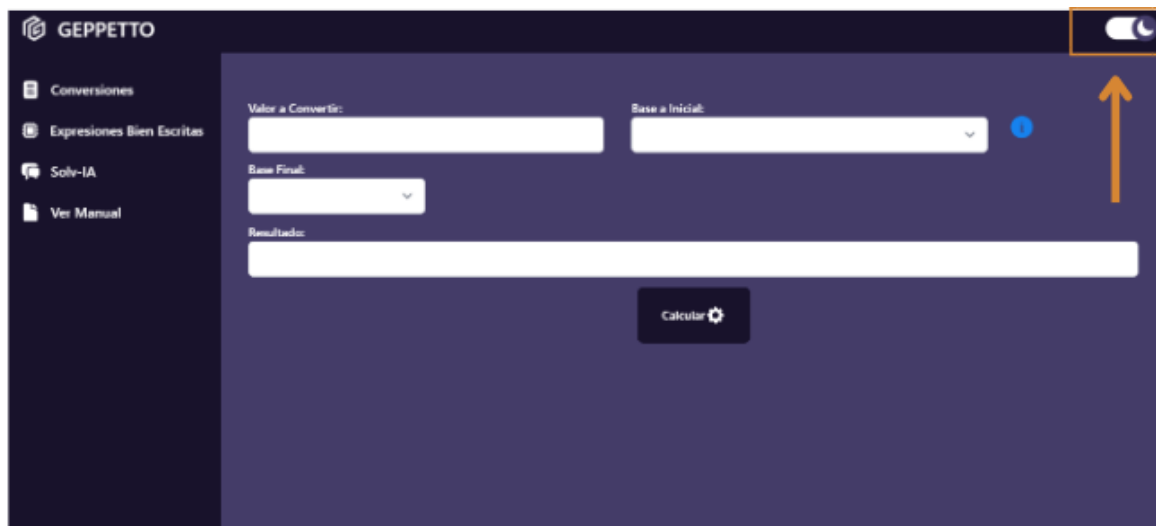 GEPPETTO
Conversiones
Expresiones Bien Escritas
Solv-IA
Ver Manual
Valor a Convertir:
Base a Inicial:
Base Final:
Resultado:
Calcular